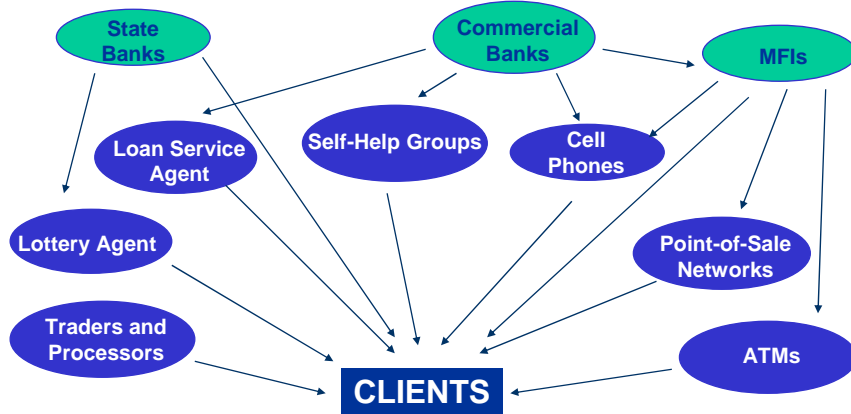 State
Banks
Commercial
Banks
MFIs
Loan Service
Agent
Self-Help Groups
Cell
Phones
Lottery Agent
Point-of-Sale
Networks
Traders and
Processors
ATMs
CLIENTS